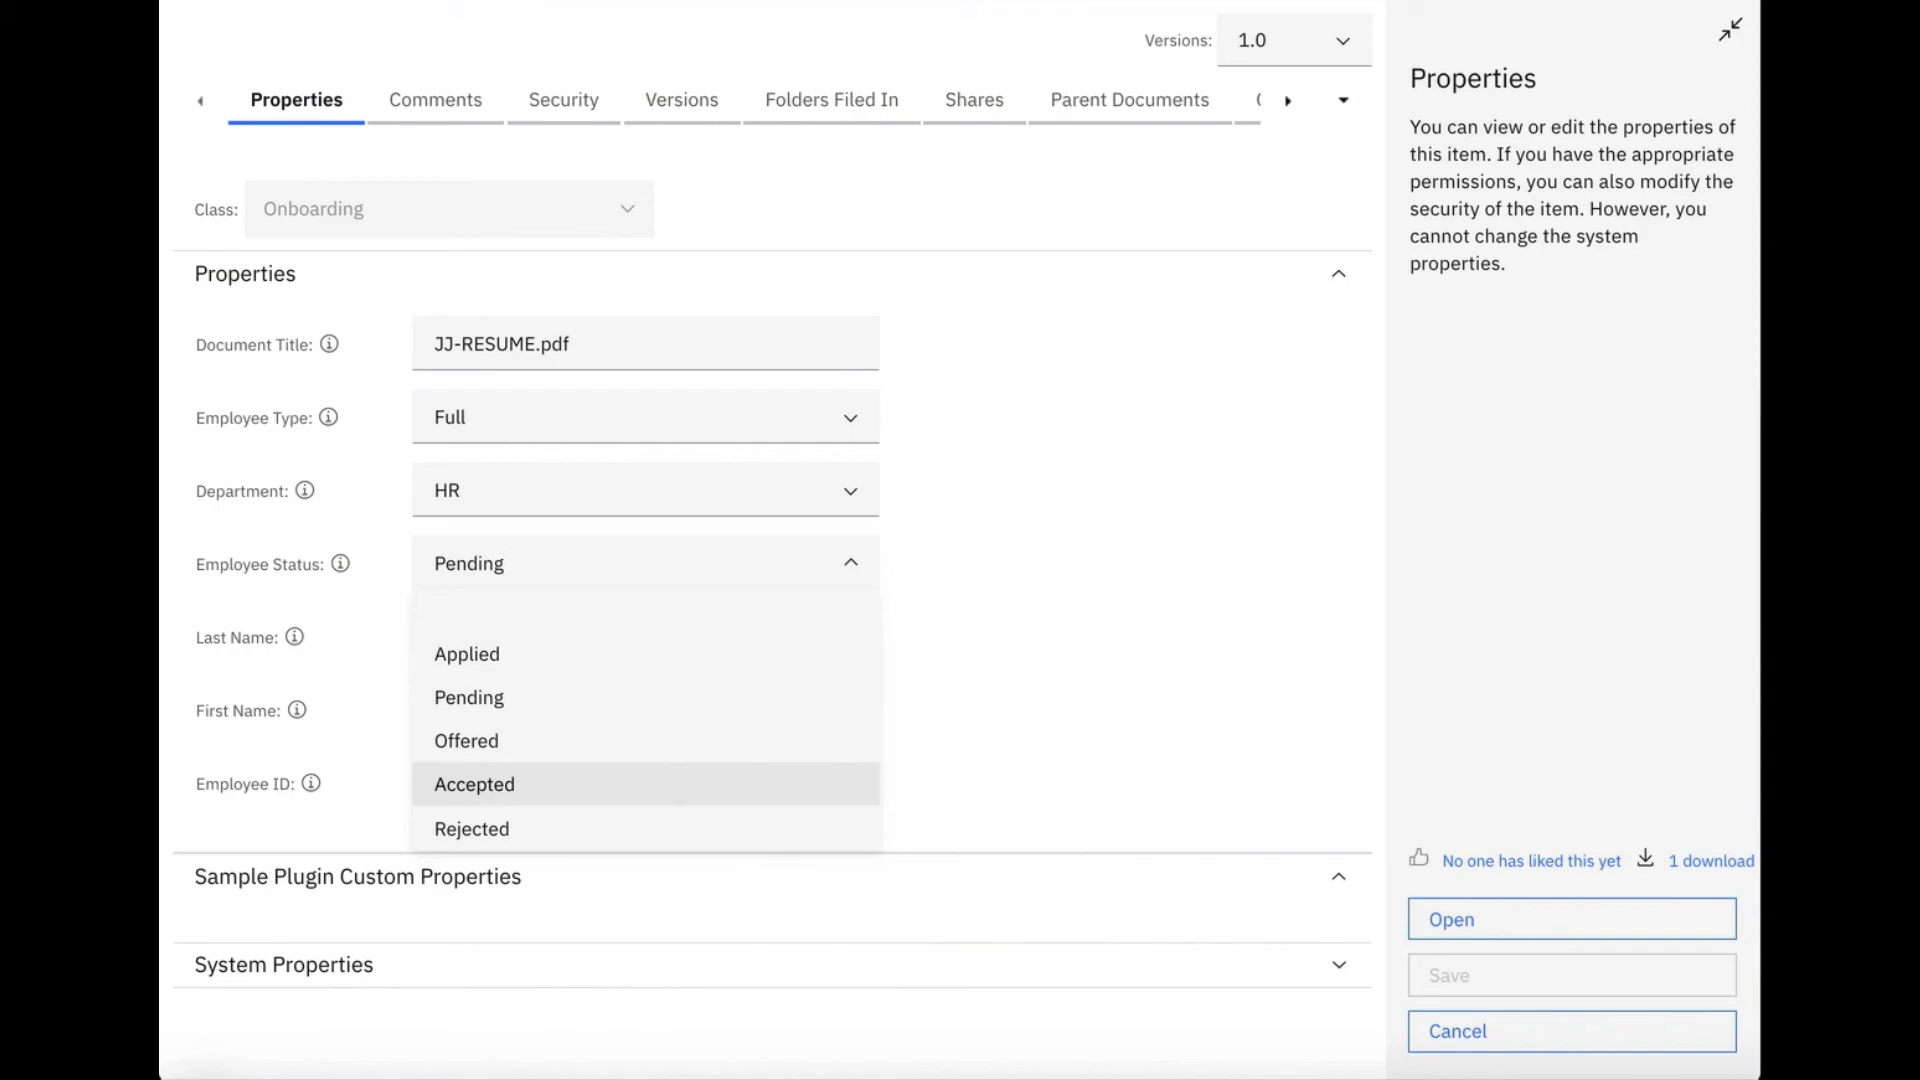 Versions: 1.0
Properties Comments Security Versions Folders Filed In Shares Parent Documents
Class: Onboarding
Properties
Document Title: JJ-RESUME.pdf
Employee Type: Full
Department: HR
Employee Status: Pending
Last Name:
First Name:
Employee ID:
Applied
Pending
Offered
Accepted
Rejected
Sample Plugin Custom Properties
System Properties
Properties
You can view or edit the properties of
this item. If you have the appropriate
permissions, you can also modify the
security of the item. However, you
cannot change the system
properties.
No one has liked this yet 1 download
Open
Save
Cancel